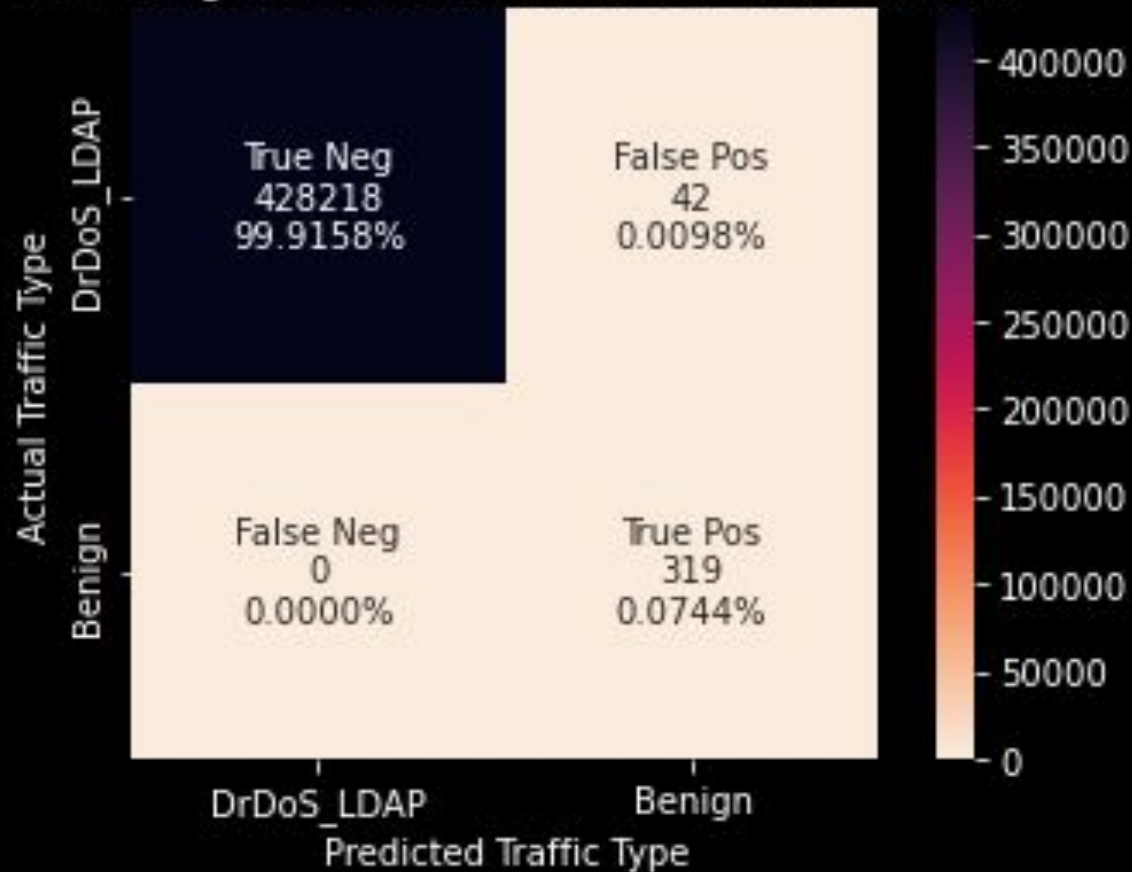 Actual Traffic Type
DrDoS_LDAP
Benign
True Neg
428218
99.9158%
False Pos
42
0.0098%
False Neg
0
0.0000%
True Pos
319
0.0744%
DrDoS_LDAP
Benign
Predicted Traffic Type
400000
350000
300000
250000
200000
150000
100000
50000
0